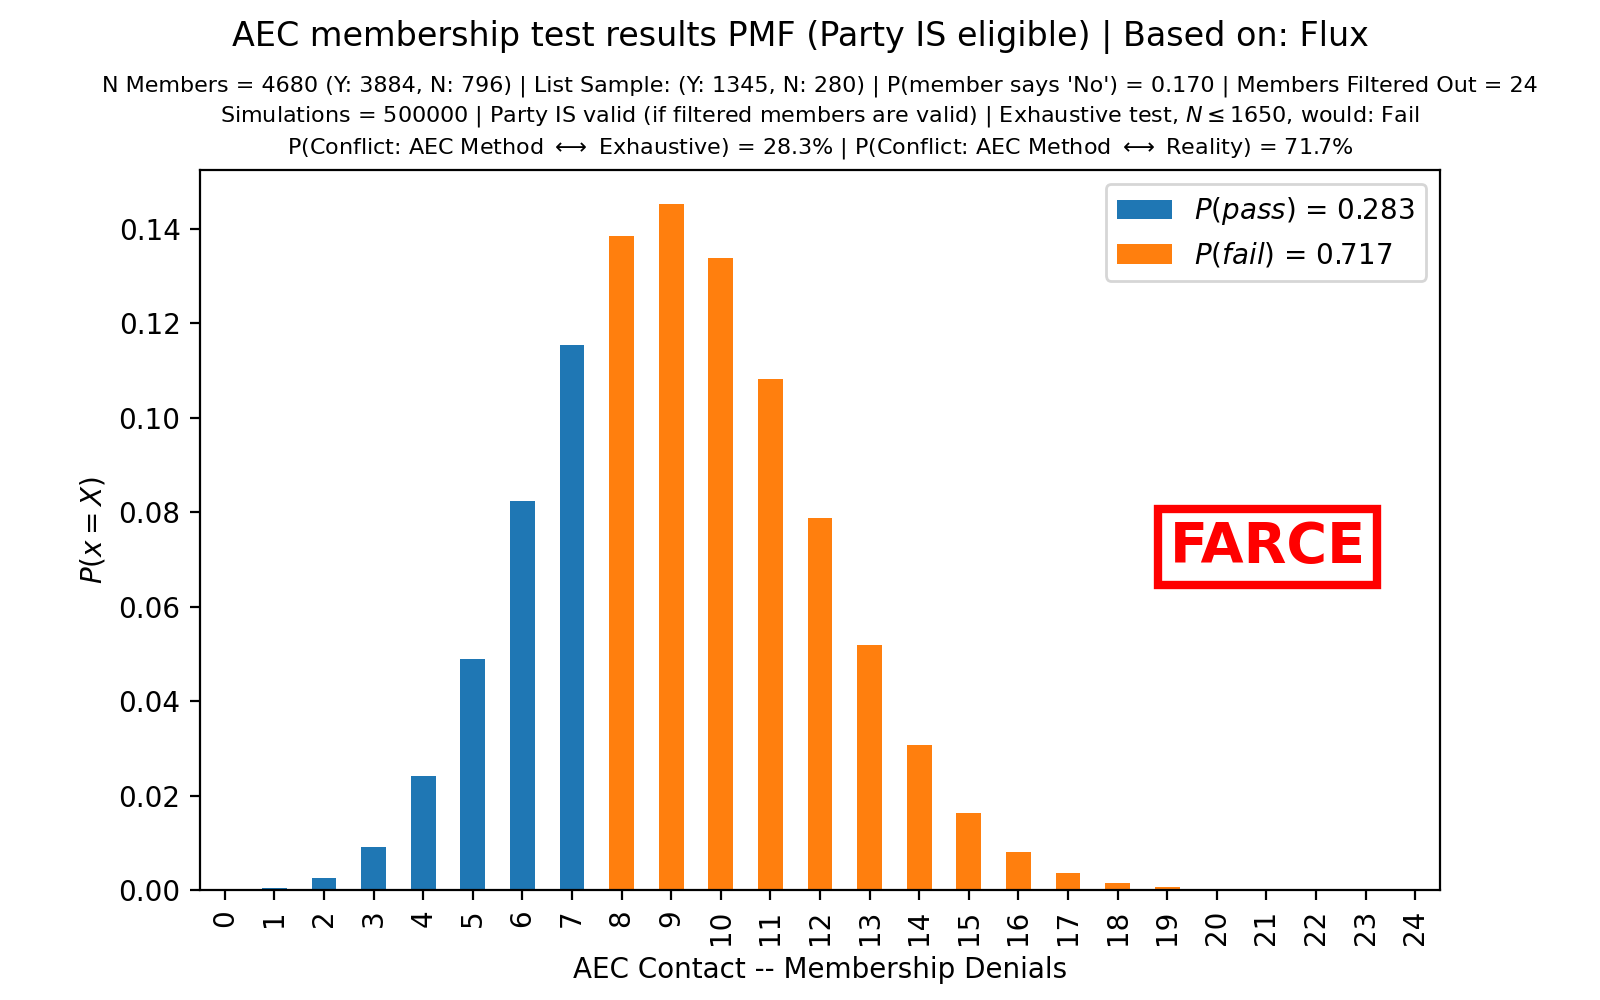 AEC membership test results PMF (Party IS eligible) | Based on: Flux
N Members = 4680 (Y: 3884, N: 796) | List Sample: (Y: 1345, N: 280) | P(member says 'No') = 0.170 | Members Filtered Out = 24
Simulations = 500000 | Party IS valid (if filtered members are valid) | Exhaustive test, N ≤ 1650, would: Fail
P(Conflict: AEC Method ⟷ Exhaustive) = 28.3% | P(Conflict: AEC Method ⟷ Reality) = 71.7%
P(pass) = 0.283
P(fail) = 0.717
0.14
0.12
0.10
0.08
0.06
0.04
0.02
0.00
P(x = X)
FARCE
0 1 2 3 4 5 6 7 8 9 10 11 12 13 14 15 16 17 18 19 20 21 22 23 24
AEC Contact -- Membership Denials